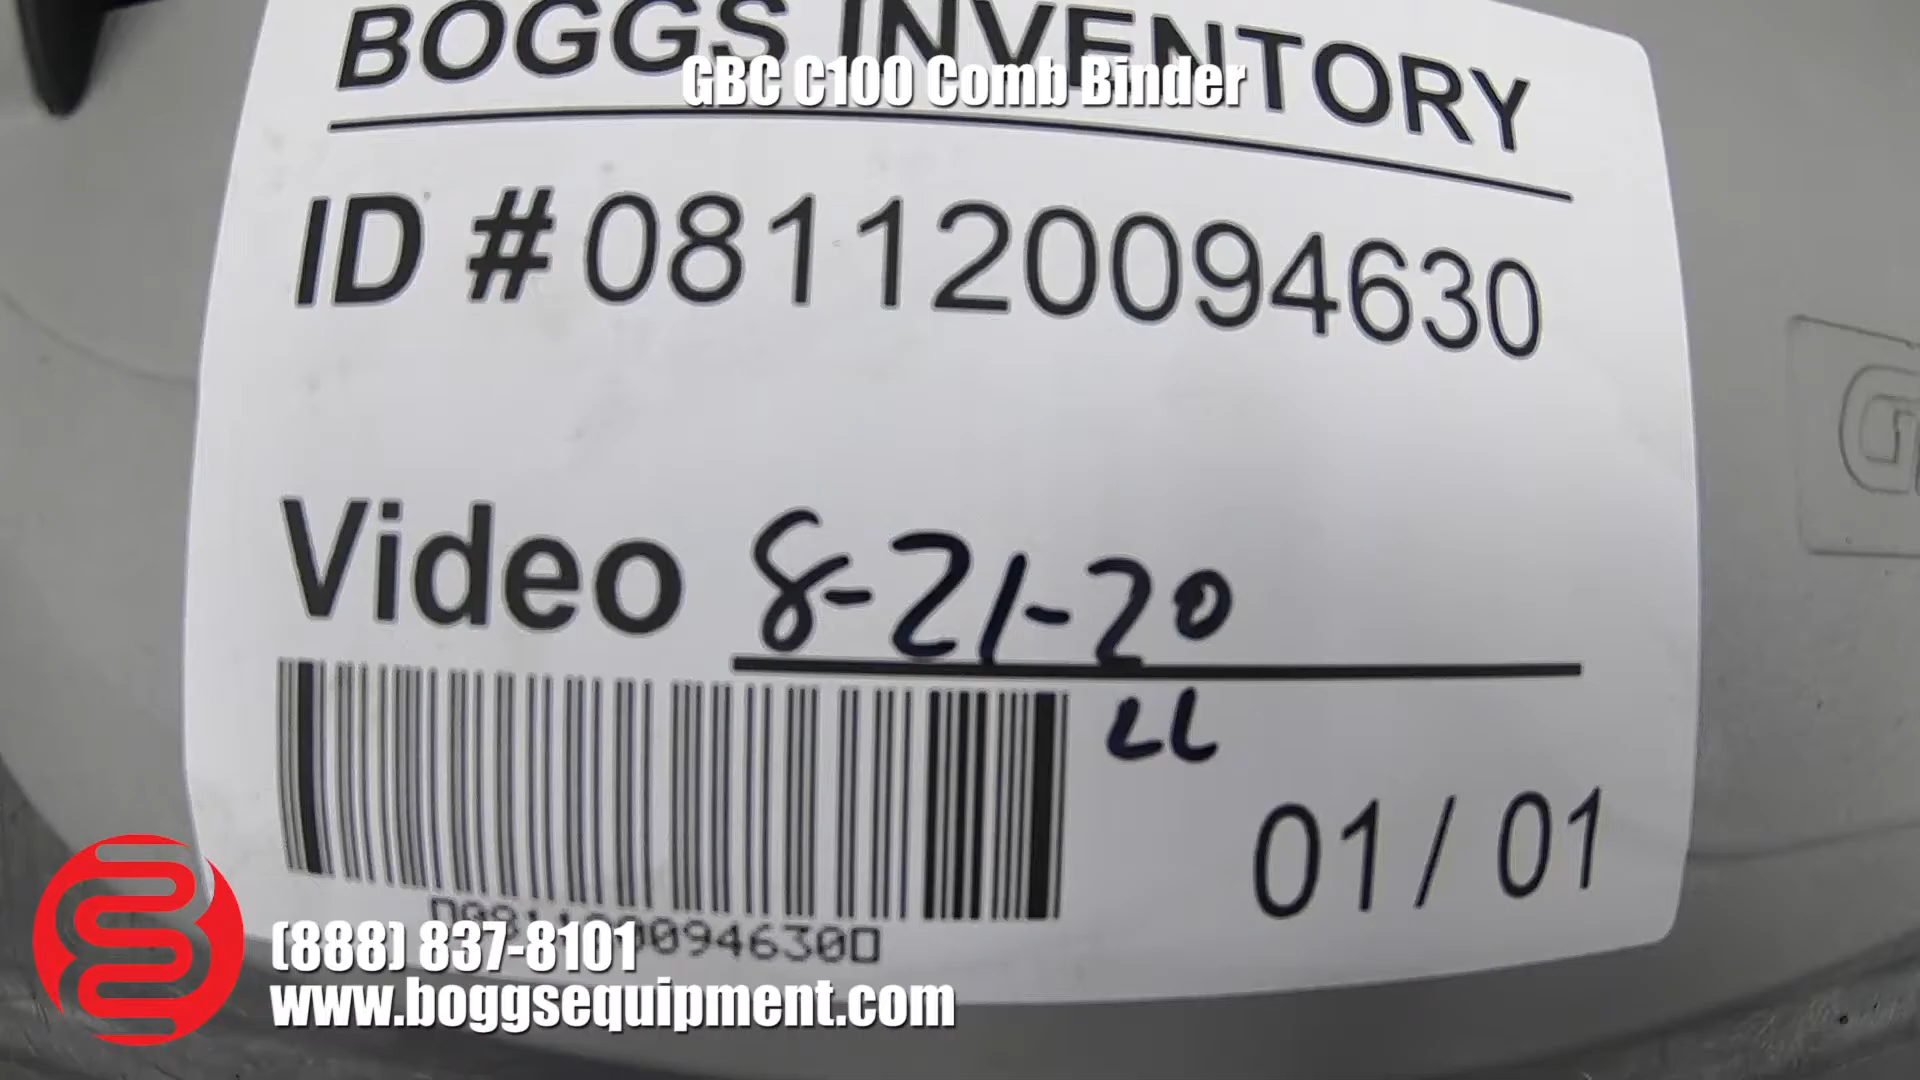 BOGGS INVENTORY
GBC C100 Comb Binder
ID # 081120094630
Video 8-21-20
LL
01 / 01
(888) 837-8101
www.boggsequipment.com